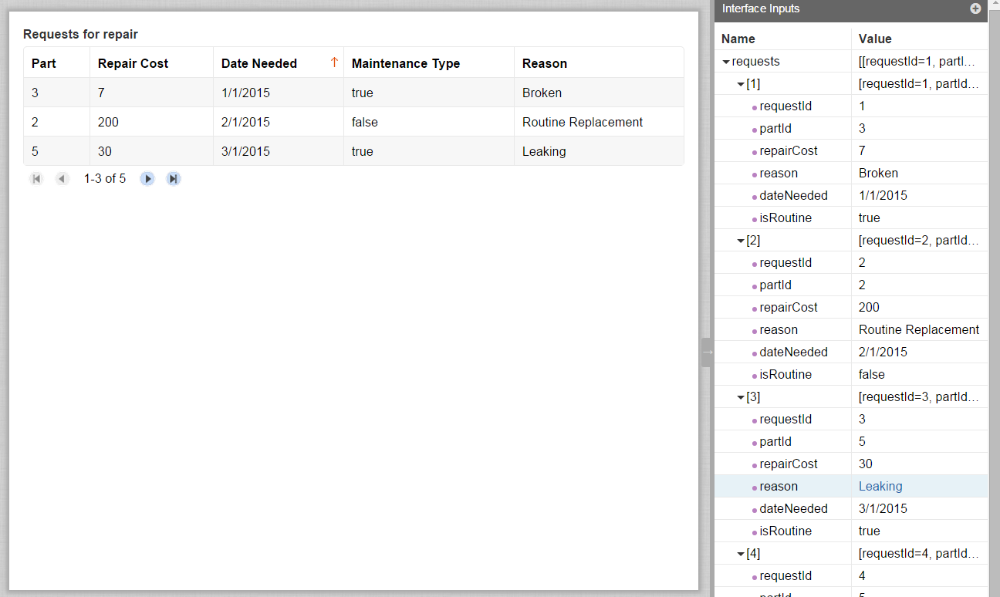 Requests for repair
Part Repair Cost Date Needed ↑ Maintenance Type Reason
3 7 1/1/2015 true Broken
2 200 2/1/2015 false Routine Replacement
5 30 3/1/2015 true Leaking
1-3 of 5
Interface Inputs
Name Value
requests [[requestId=1, partI...
[1] [requestId=1, partId...
requestId 1
partId 3
repairCost 7
reason Broken
dateNeeded 1/1/2015
isRoutine true
[2] [requestId=2, partId...
requestId 2
partId 2
repairCost 200
reason Routine Replacement
dateNeeded 2/1/2015
isRoutine false
[3] [requestId=3, partId...
requestId 3
partId 5
repairCost 30
reason Leaking
dateNeeded 3/1/2015
isRoutine true
[4] [requestId=4, partId...
requestId 4
partId 5